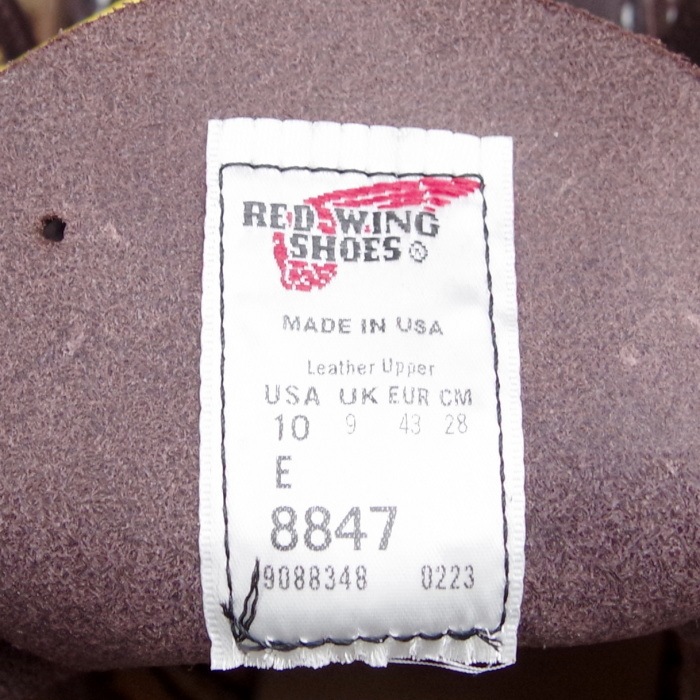 RED WING
SHOES®
MADE IN USA
Leather Upper
USA UK EUR CM
10 9 43 28
E
8847
9088348 0223